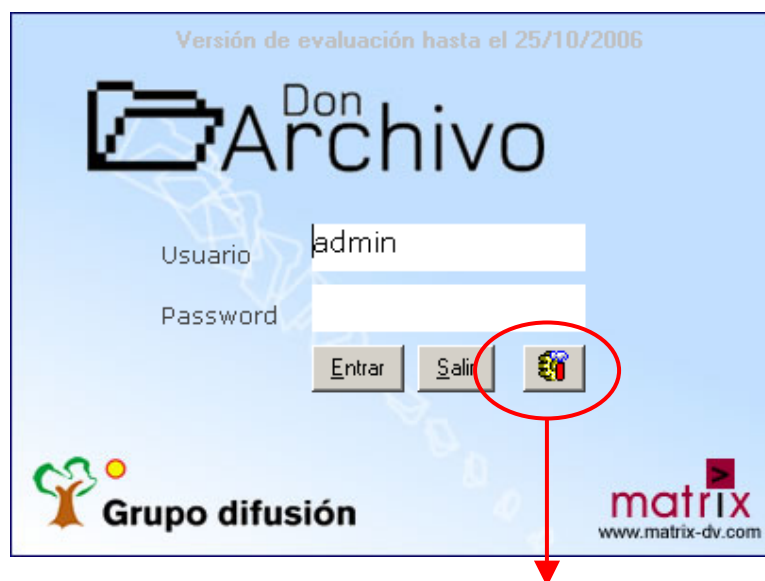 Versión de evaluación hasta el 25/10/2006
Don
Archivo
Usuario admin
Password
Entrar Salir
Grupo difusión
matrix
www.matrix-dv.com